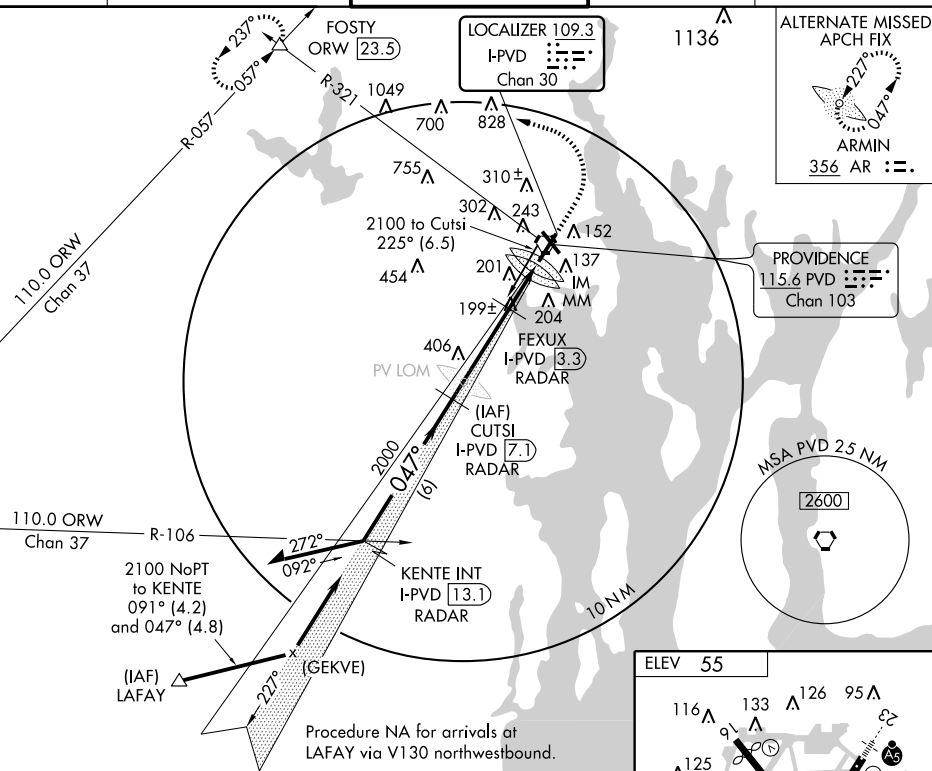 FOSTY
ORW 23.5
237°
057°
R-057
R-321
110.0 ORW
Chan 37
LOCALIZER 109.3
I-PVD
Chan 30
1136
ALTERNATE MISSED
APCH FIX
227°
047°
ARMIN
356 AR
1049
700
828
755
310±
302
243
152
2100 to Cutsi
225° (6.5)
454
201
137
IM
MM
199±
204
PROVIDENCE
115.6 PVD
Chan 103
FEXUX
I-PVD 3.3
RADAR
406
PV LOM
(IAF)
CUTSI
I-PVD 7.1
RADAR
2000
047°
(6)
MSA PVD 25 NM
2600
110.0 ORW
Chan 37
R-106
272°
092°
KENTE INT
I-PVD 13.1
RADAR
10 NM
2100 NoPT
to KENTE
091° (4.2)
and 047° (4.8)
(IAF)
LAFAY
x
(GEKVE)
227°
Procedure NA for arrivals at
LAFAY via V130 northwestbound.
ELEV 55
116
133
126
95
125
16
23
V
A5